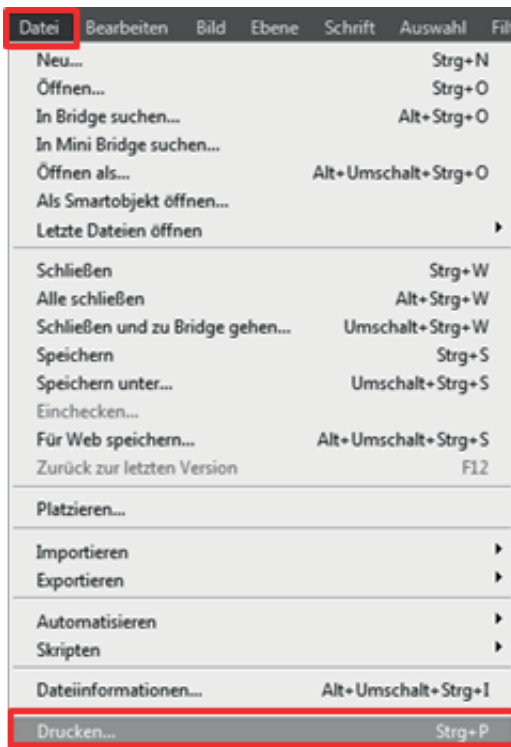 Datei Bearbeiten Bild Ebene Schrift Auswahl Filt
Neu... Strg+N
Öffnen... Strg+O
In Bridge suchen... Alt+Strg+O
In Mini Bridge suchen...
Öffnen als... Alt+Umschalt+Strg+O
Als Smartobjekt öffnen...
Letzte Dateien öffnen
Schließen Strg+W
Alle schließen Alt+Strg+W
Schließen und zu Bridge gehen... Umschalt+Strg+W
Speichern Strg+S
Speichern unter... Umschalt+Strg+S
Einchecken...
Für Web speichern... Alt+Umschalt+Strg+S
Zurück zur letzten Version F12
Platzieren...
Importieren
Exportieren
Automatisieren
Skripten
Dateiinformationen... Alt+Umschalt+Strg+I
Drucken... Strg+P